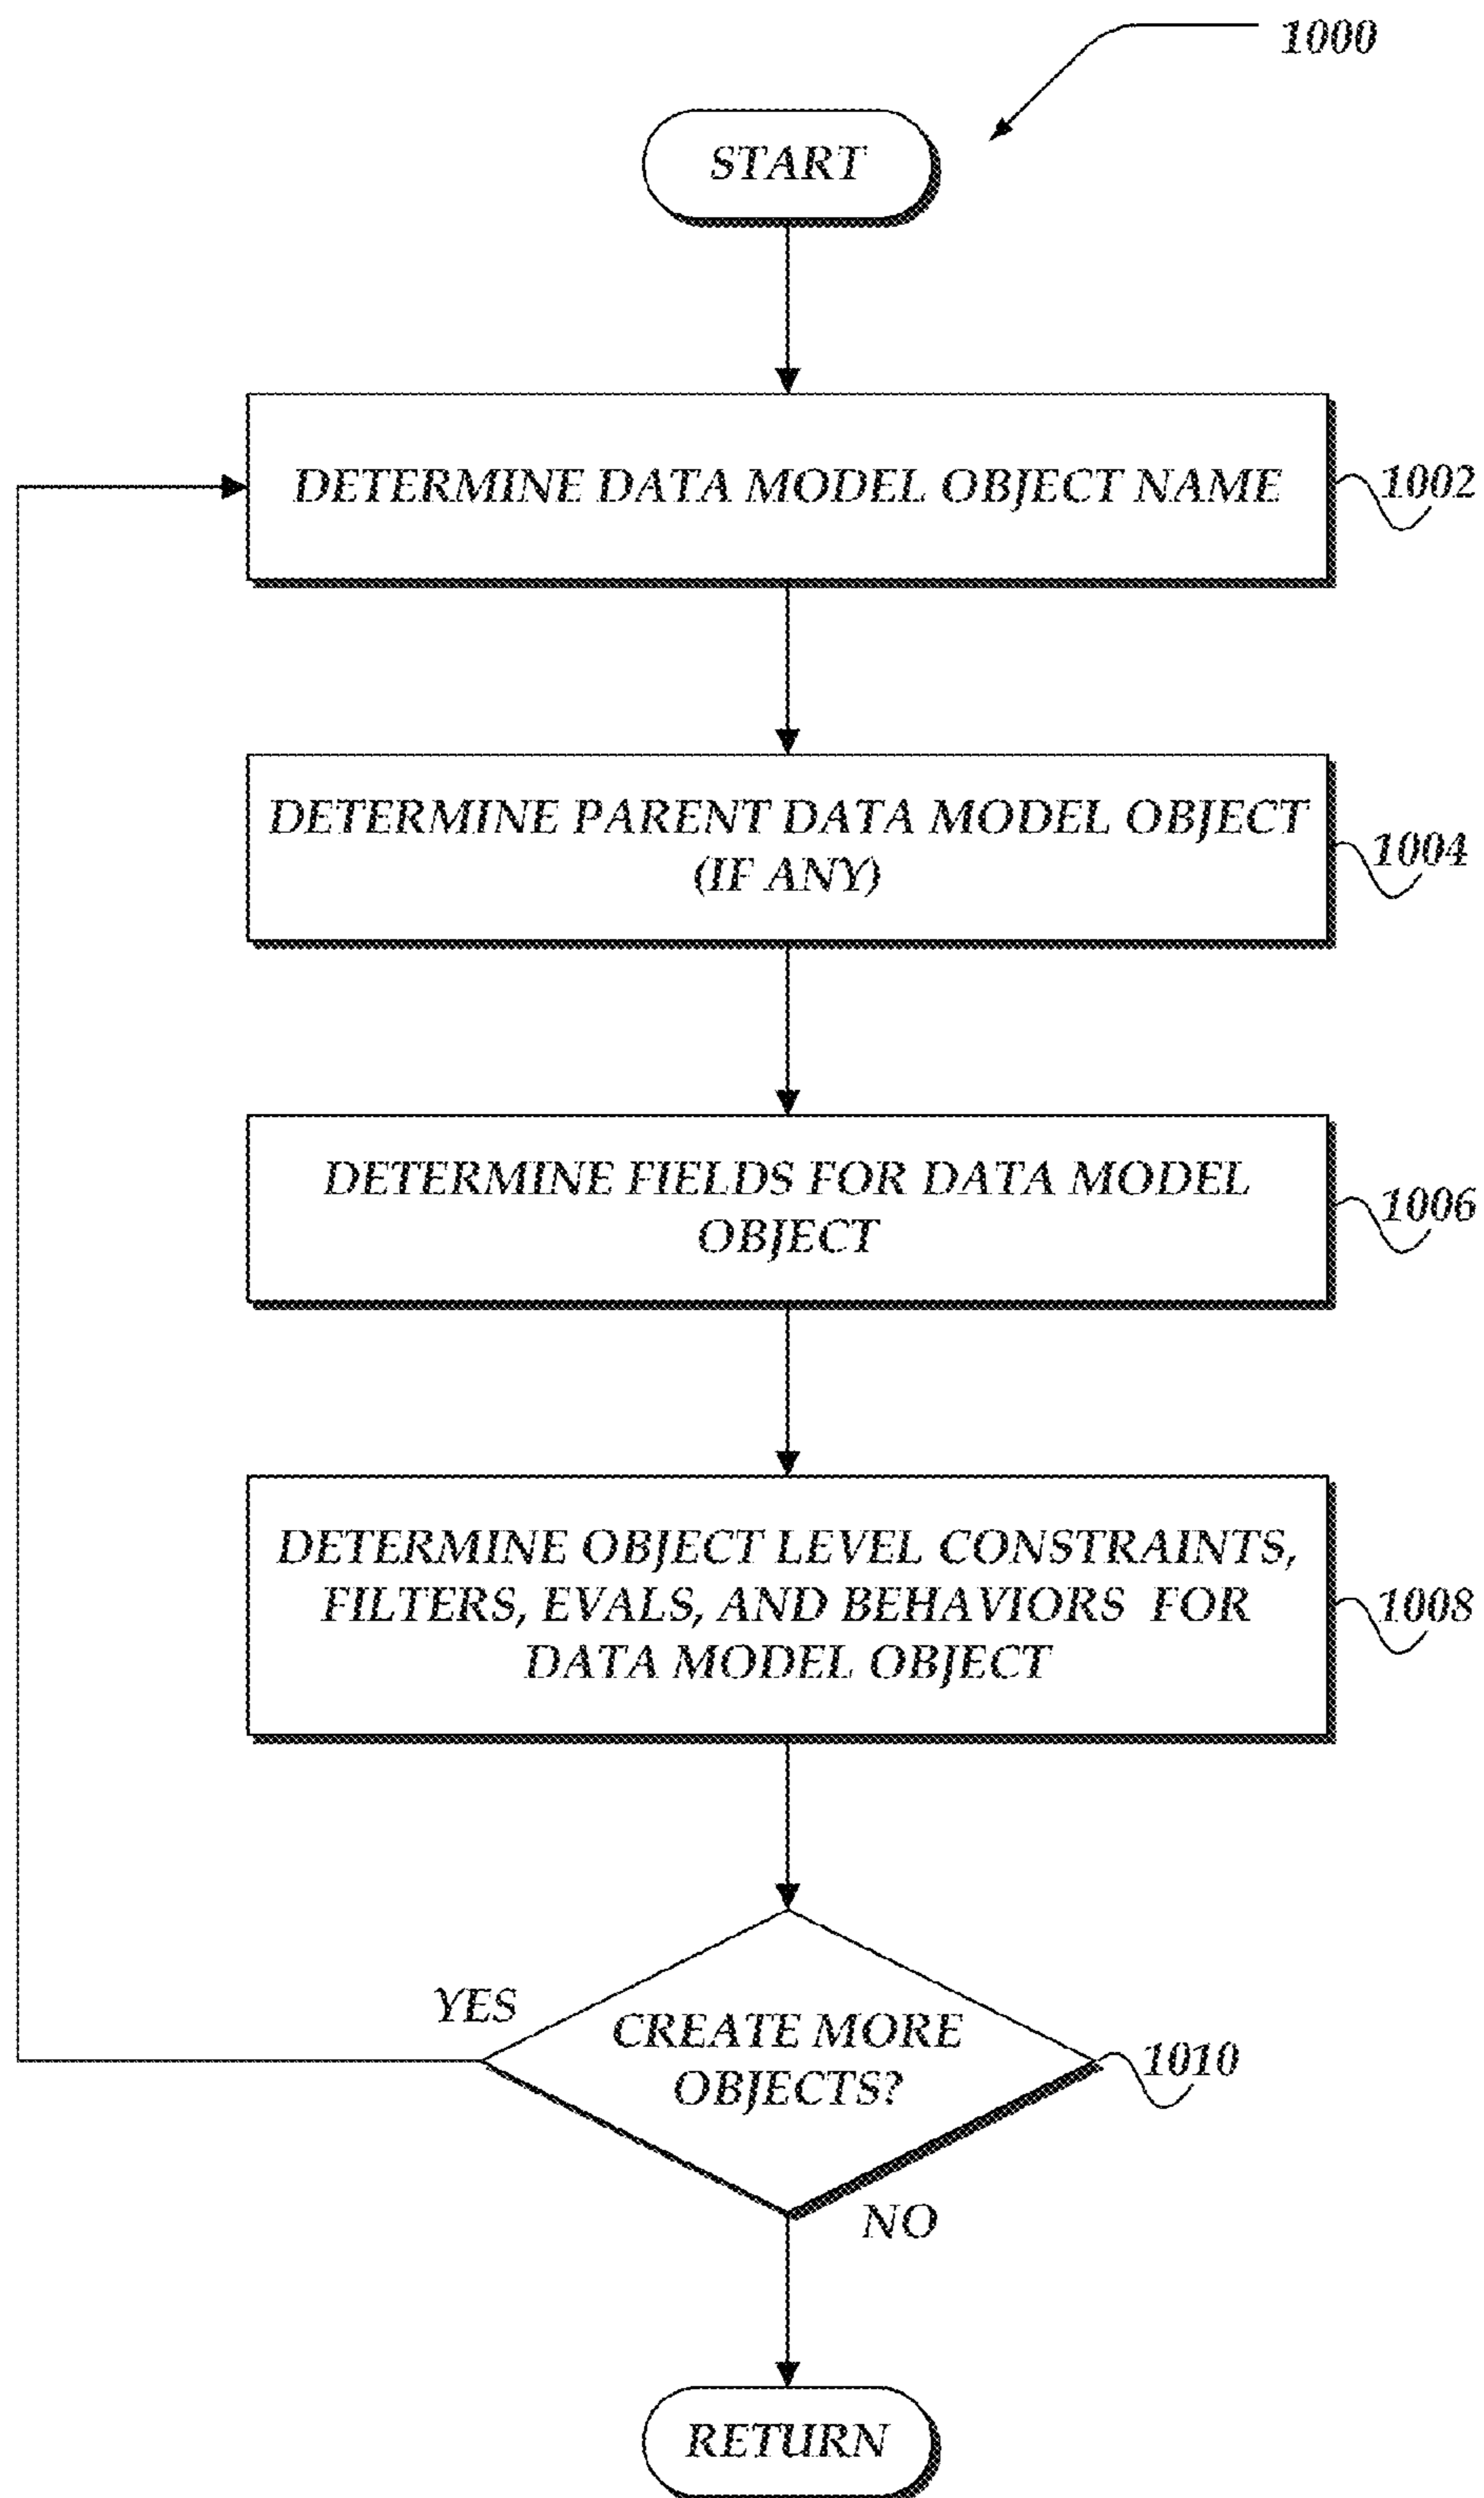 1000
START
DETERMINE DATA MODEL OBJECT NAME
1002
DETERMINE PARENT DATA MODEL OBJECT
(IF ANY)
1004
DETERMINE FIELDS FOR DATA MODEL
OBJECT
1006
DETERMINE OBJECT LEVEL CONSTRAINTS,
FILTERS, EVALS, AND BEHAVIORS FOR
DATA MODEL OBJECT
1008
YES
CREATE MORE
OBJECTS?
1010
NO
RETURN